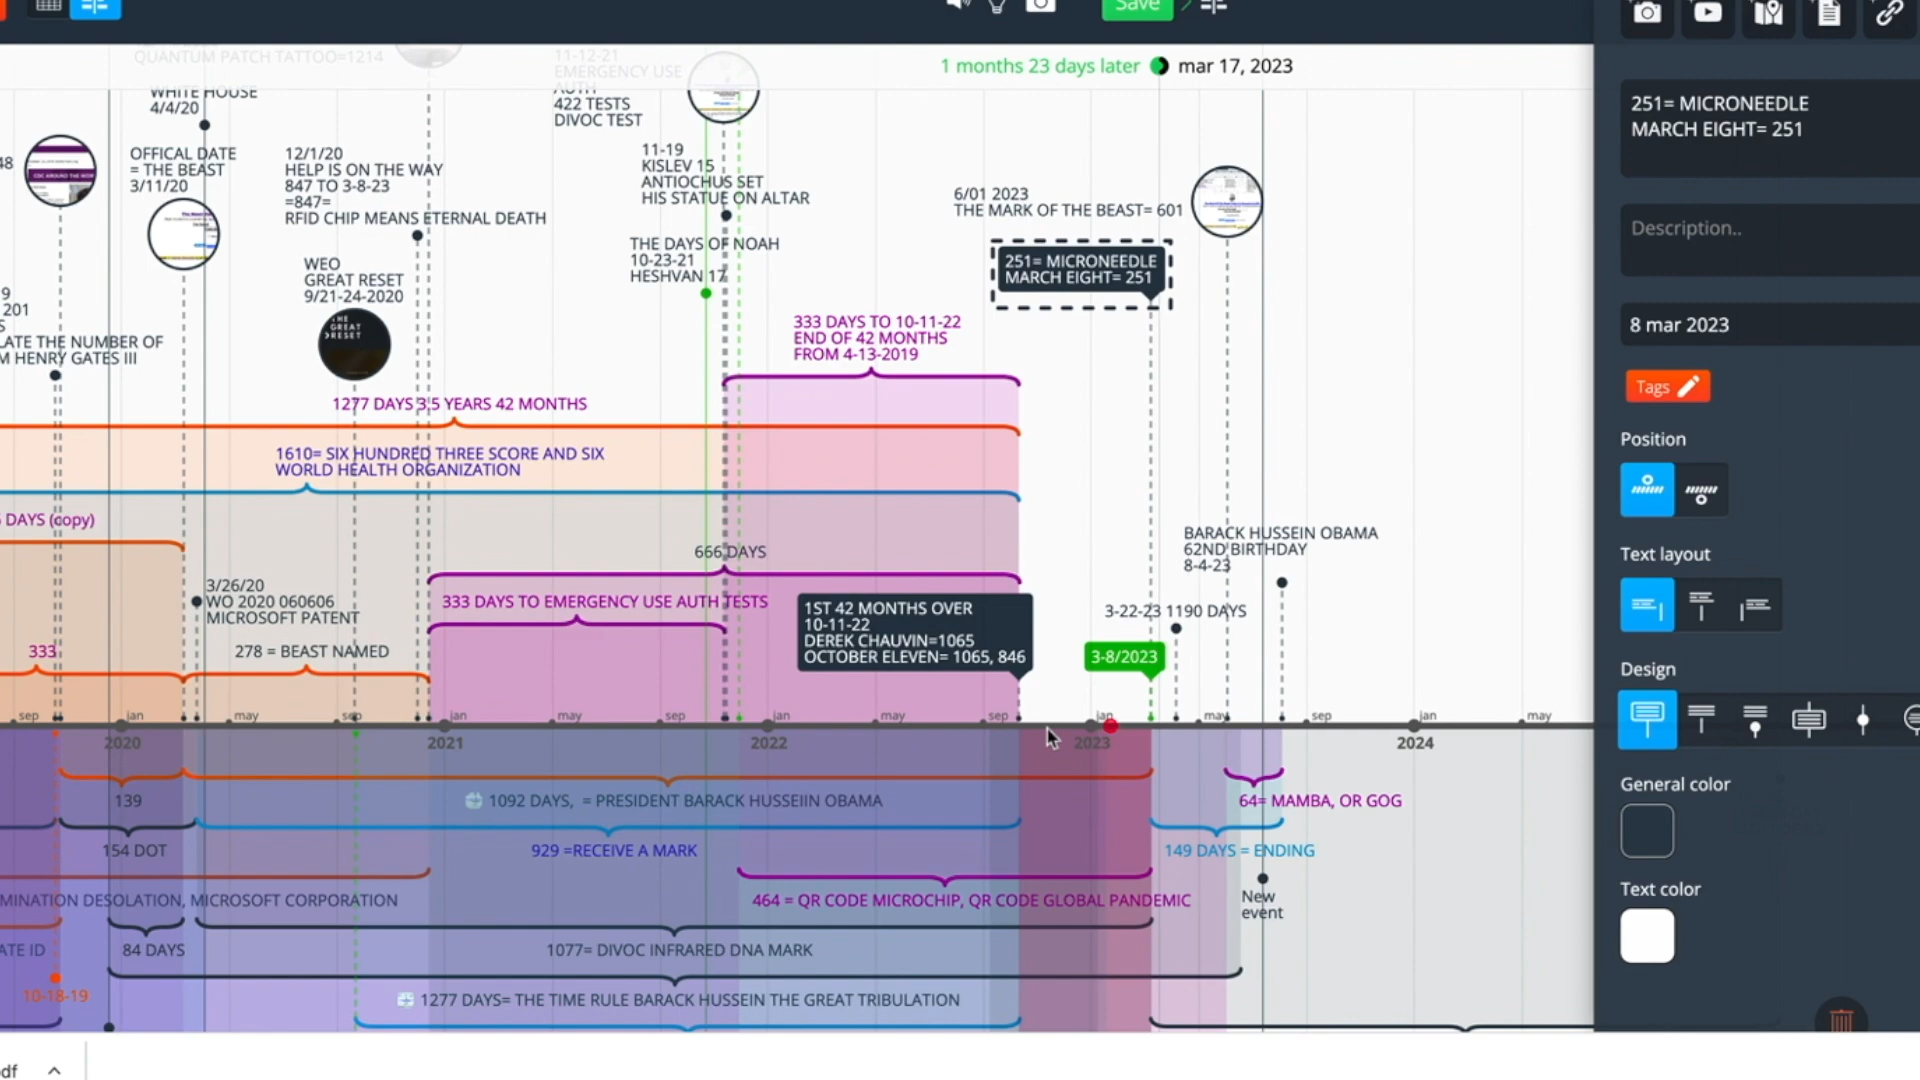 Save
QUANTUM PATCH TATTOO=1214
11-12-21
EMERGENCY USE
AUTH
422 TESTS
DIVOC TEST
1 months 23 days later
mar 17, 2023
WHITE HOUSE
4/4/20
48
OFFICAL DATE
= THE BEAST
3/11/20
12/1/20
HELP IS ON THE WAY
847 TO 3-8-23
=847=
RFID CHIP MEANS ETERNAL DEATH
11-19
KISLEV 15
ANTIOCHUS SET
HIS STATUE ON ALTAR
6/01 2023
THE MARK OF THE BEAST= 601
THE DAYS OF NOAH
10-23-21
HESHVAN 17
251= MICRONEEDLE
MARCH EIGHT= 251
WEO
GREAT RESET
9/21-24-2020
THE
GREAT
RESET
9
201
S
LATE THE NUMBER OF
M HENRY GATES III
333 DAYS TO 10-11-22
END OF 42 MONTHS
FROM 4-13-2019
1277 DAYS 3,5 YEARS 42 MONTHS
1610= SIX HUNDRED THREE SCORE AND SIX
WORLD HEALTH ORGANIZATION
DAYS (copy)
666 DAYS
BARACK HUSSEIN OBAMA
62ND BIRTHDAY
8-4-23
3/26/20
WO 2020 060606
MICROSOFT PATENT
333 DAYS TO EMERGENCY USE AUTH TESTS
1ST 42 MONTHS OVER
10-11-22
DEREK CHAUVIN=1065
OCTOBER ELEVEN= 1065, 846
3-22-23 1190 DAYS
3-8/2023
333
278 = BEAST NAMED
sep jan may sep jan may sep jan may sep jan may sep jan may
2020 2021 2022 2023 2024
139
1092 DAYS, = PRESIDENT BARACK HUSSEIIN OBAMA
64= MAMBA, OR GOG
154 DOT
929 =RECEIVE A MARK
149 DAYS = ENDING
MINATION DESOLATION, MICROSOFT CORPORATION
464 = QR CODE MICROCHIP, QR CODE GLOBAL PANDEMIC
New
event
ATE ID
84 DAYS
1077= DIVOC INFRARED DNA MARK
10-18-19
1277 DAYS= THE TIME RULE BARACK HUSSEIN THE GREAT TRIBULATION
df
251= MICRONEEDLE
MARCH EIGHT= 251
Description..
8 mar 2023
Tags
Position
Text layout
Design
General color
Text color